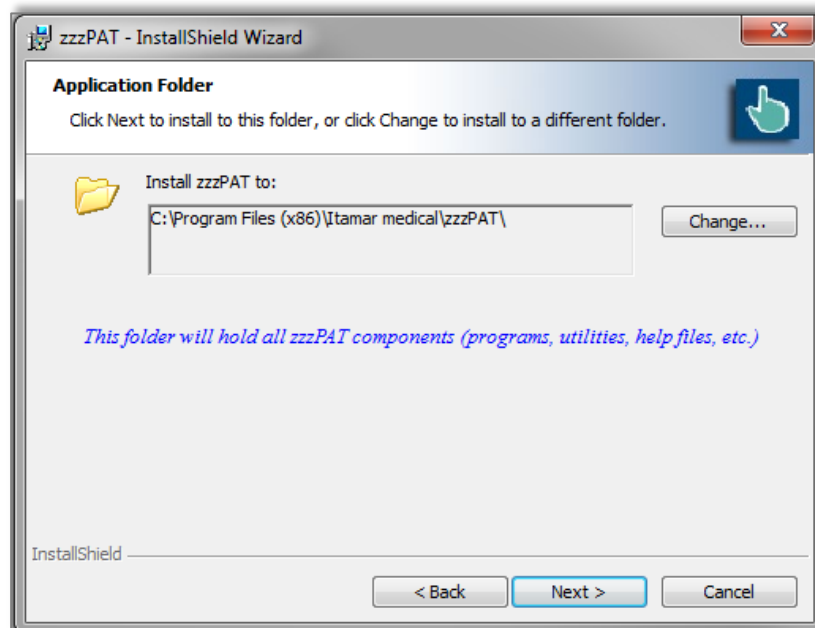 zzzPAT - InstallShield Wizard
Application Folder
Click Next to install to this folder, or click Change to install to a different folder.
Install zzzPAT to:
C:\Program Files (x86)\Itamar medical\zzzPAT\
Change...
This folder will hold all zzzPAT components (programs, utilities, help files, etc.)
InstallShield
< Back
Next >
Cancel